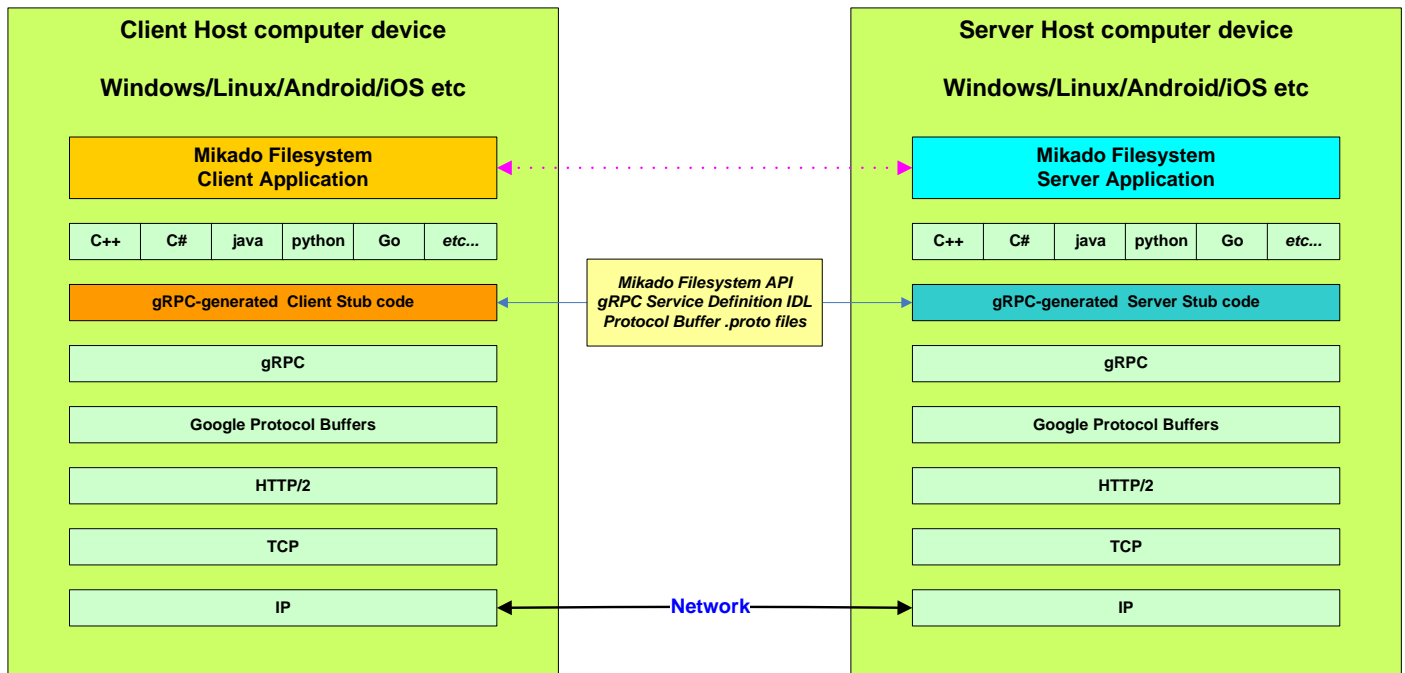 Client Host computer device
Windows/Linux/Android/iOS etc
Mikado Filesystem
Client Application
C++
C#
java
python
Go
etc...
gRPC-generated  Client Stub code
gRPC
Google Protocol Buffers
HTTP/2
TCP
IP
Mikado Filesystem API
gRPC Service Definition IDL
Protocol Buffer .proto files
Network
Server Host computer device
Windows/Linux/Android/iOS etc
Mikado Filesystem
Server Application
C++
C#
java
python
Go
etc...
gRPC-generated  Server Stub code
gRPC
Google Protocol Buffers
HTTP/2
TCP
IP